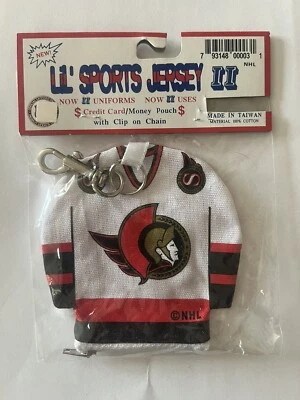 NEW!
7 93148 00003 1
NHL
LIL' SPORTS JERSEY II
NOW II UNIFORMS NOW II USES
$ Credit Card/Money Pouch $
with Clip on Chain
MADE IN TAIWAN
MATERIAL 100% COTTON
S
©NHL